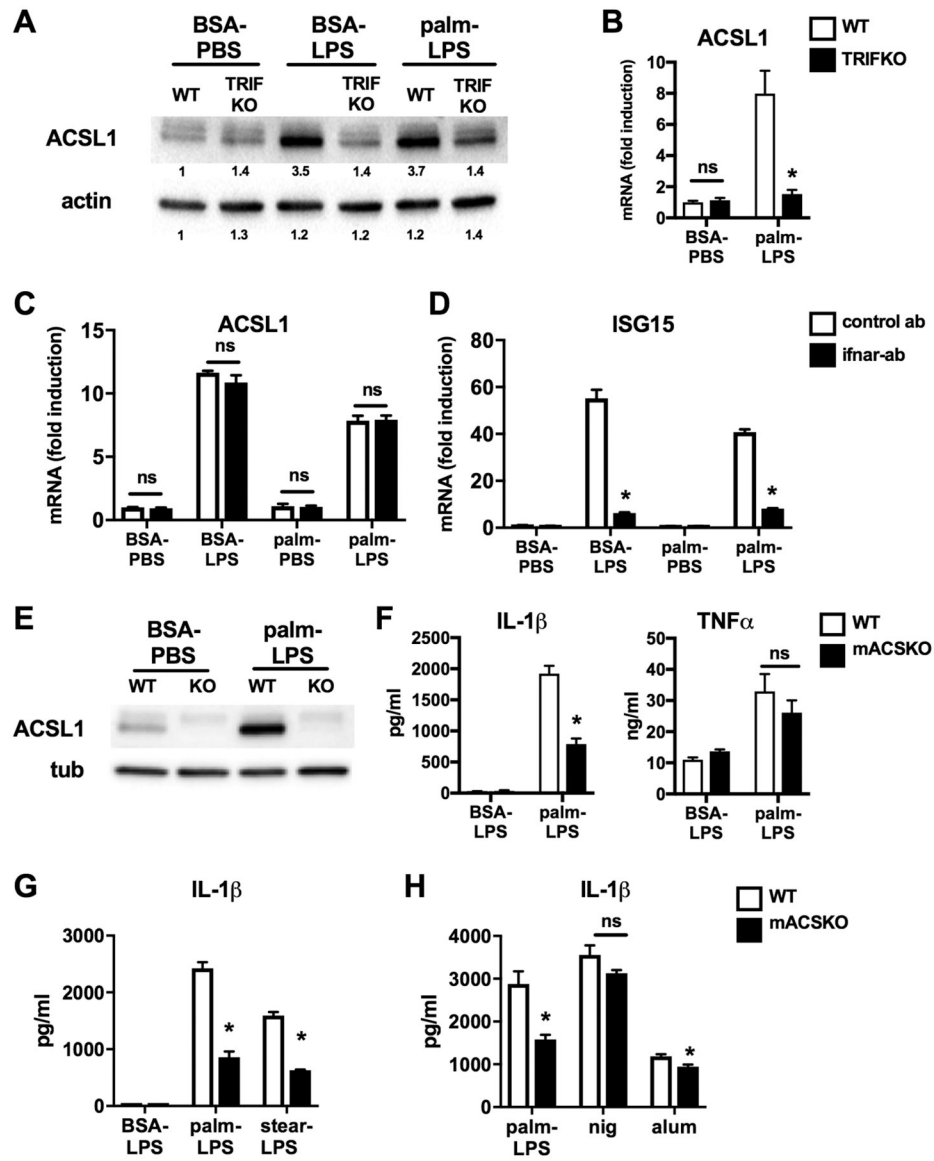 A
BSA-
PBS
BSA-
LPS
palm-
LPS
WT
TRIF
KO
TRIF
KO
WT
TRIF
KO
ACSL1
1
1.4
3.5
1.4
3.7
1.4
actin
1
1.3
1.2
1.2
1.2
1.4
B
ACSL1
WT
TRIFKO
mRNA (fold induction)
10
8
6
4
2
0
ns
*
BSA-
PBS
palm-
LPS
C
ACSL1
mRNA (fold induction)
15
10
5
0
ns
ns
ns
ns
BSA-
PBS
BSA-
LPS
palm-
PBS
palm-
LPS
D
ISG15
control ab
ifnar-ab
mRNA (fold induction)
80
60
40
20
0
*
*
BSA-
PBS
BSA-
LPS
palm-
PBS
palm-
LPS
E
BSA-
PBS
palm-
LPS
WT
KO
WT
KO
ACSL1
tub
F
IL-1β
pg/ml
2500
2000
1500
1000
500
0
*
BSA-
LPS
palm-
LPS
TNFα
WT
mACSKO
ng/ml
50
40
30
20
10
0
ns
BSA-
LPS
palm-
LPS
G
IL-1β
pg/ml
3000
2000
1000
0
*
*
BSA-
LPS
palm-
LPS
stear-
LPS
H
IL-1β
WT
mACSKO
pg/ml
4000
3000
2000
1000
0
*
ns
*
palm-
LPS
nig
alum